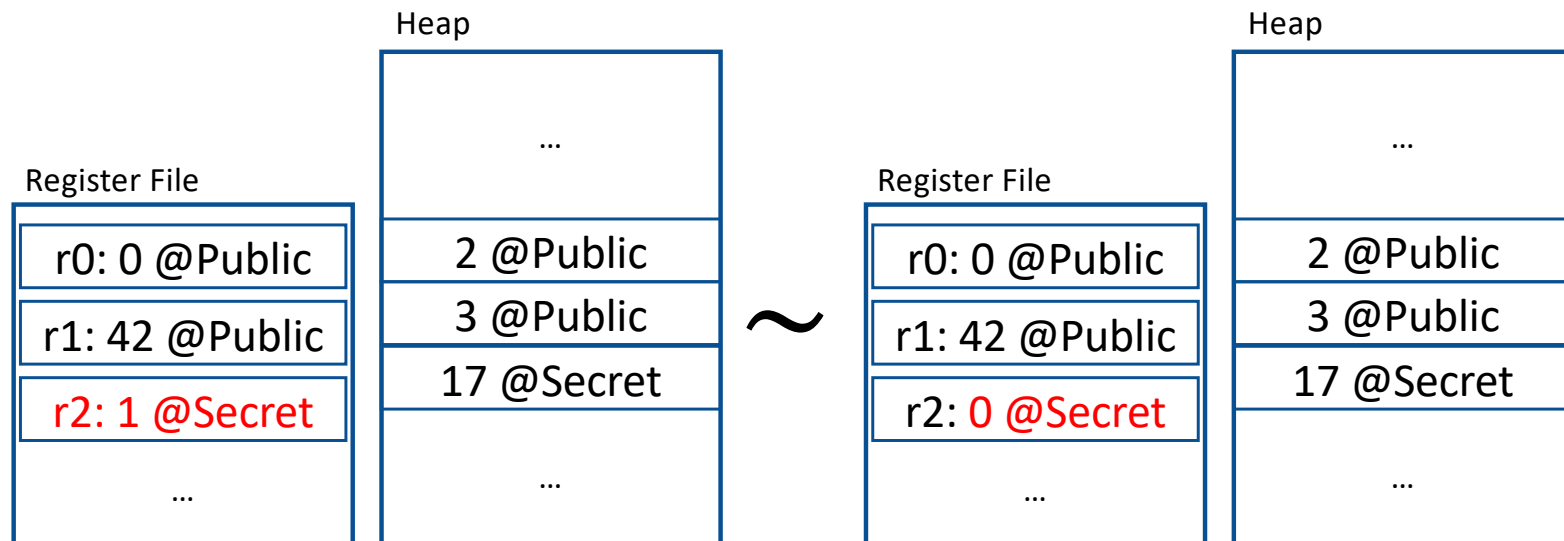 Heap
…
Register File
r0: 0 @Public
r1: 42 @Public
r2: 1 @Secret
…
2 @Public
3 @Public
17 @Secret
…
~
Heap
…
Register File
r0: 0 @Public
r1: 42 @Public
r2: 0 @Secret
…
2 @Public
3 @Public
17 @Secret
…